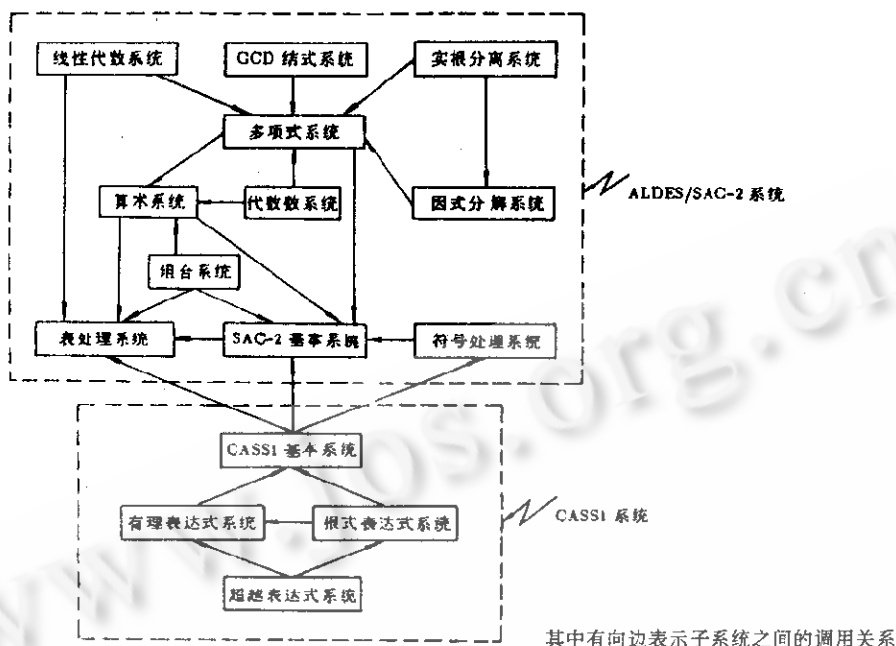 线性代数系统
GCD 结式系统
实根分离系统
多项式系统
算术系统
代数数系统
因式分解系统
ALDES/SAC-2 系统
组合系统
表处理系统
SAC-2 基本系统
符号处理系统
CASS1 基本系统
有理表达式系统
根式表达式系统
CASS1 系统
超越表达式系统
其中有向边表示子系统之间的调用关系
www.jos.org.cn